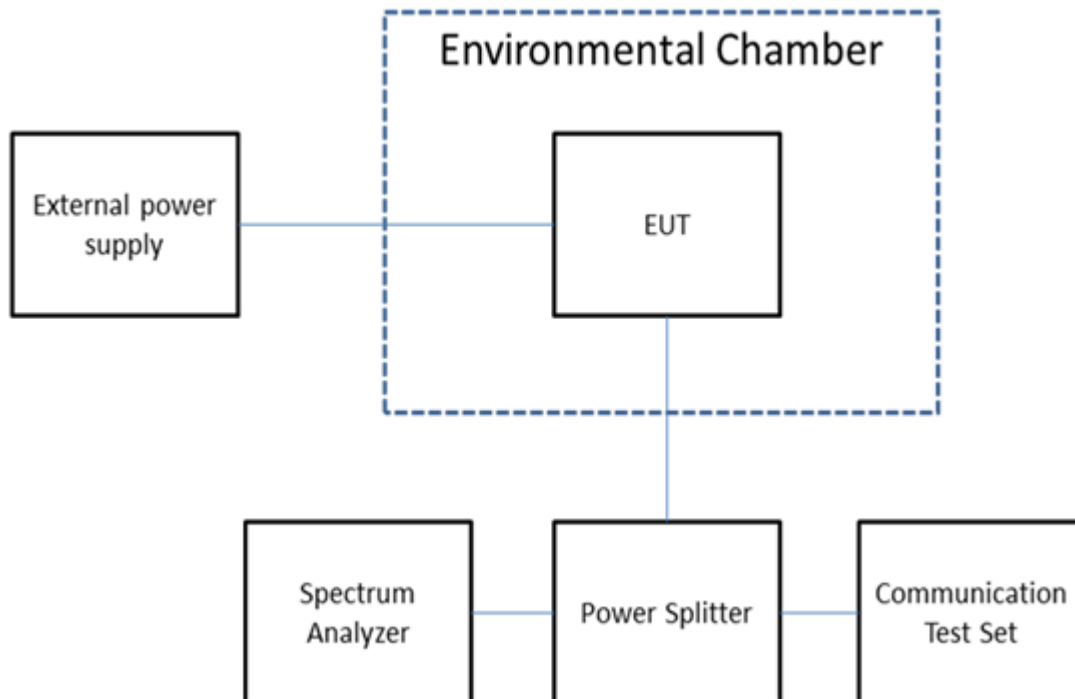 Environmental Chamber
External power
supply
EUT
Spectrum
Analyzer
Power Splitter
Communication
Test Set